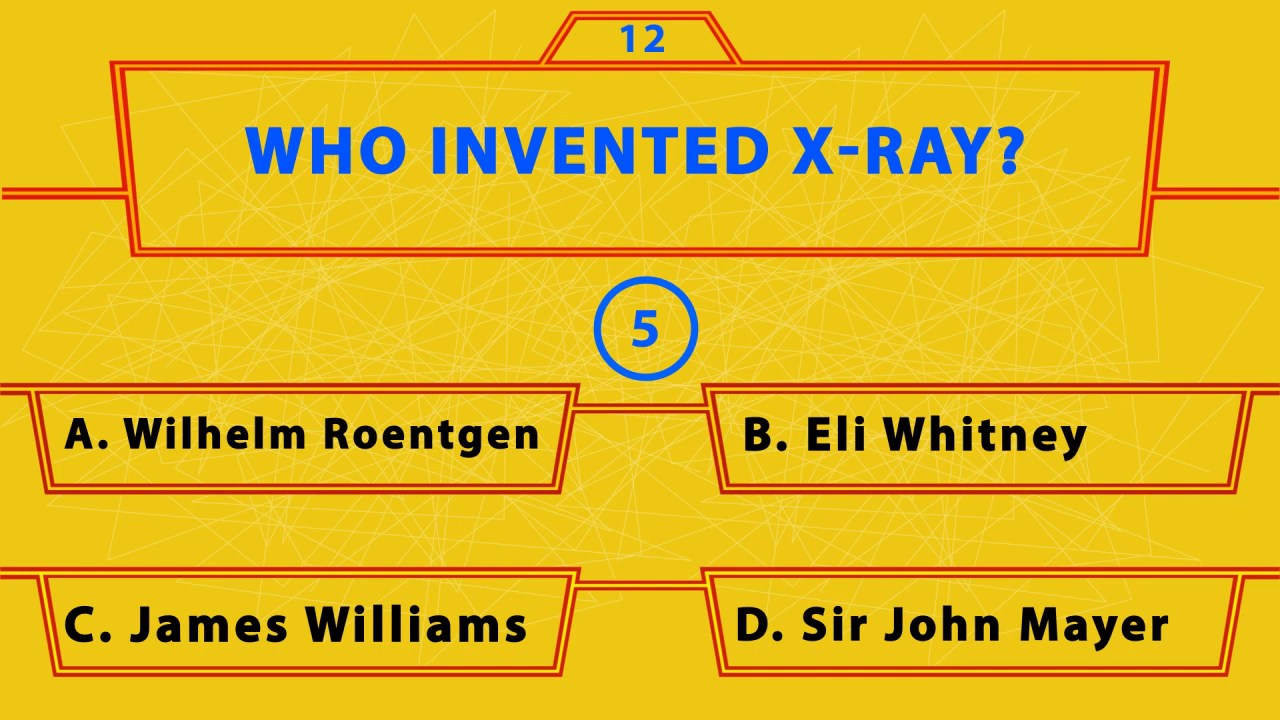 12
WHO INVENTED X-RAY?
5
A. Wilhelm Roentgen
B. Eli Whitney
C. James Williams
D. Sir John Mayer